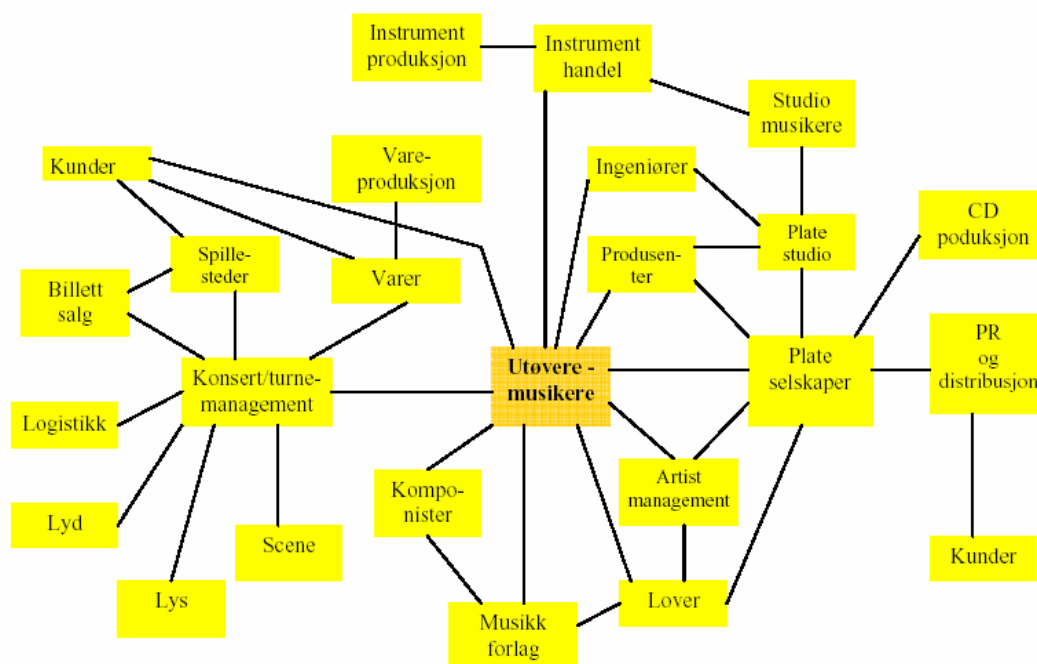 Instrument
produksjon
Instrument
handel
Studio
musikere
Kunder
Vare-
produksjon
Ingeniører
CD
poduksjon
Plate
studio
Spille-
steder
Produsen-
ter
Billett
salg
Varer
PR
og
distribusjon
Konsert/turne-
management
Utøvere -
musikere
Plate
selskaper
Logistikk
Artist
management
Kompo-
nister
Lyd
Scene
Kunder
Lys
Musikk
forlag
Lover